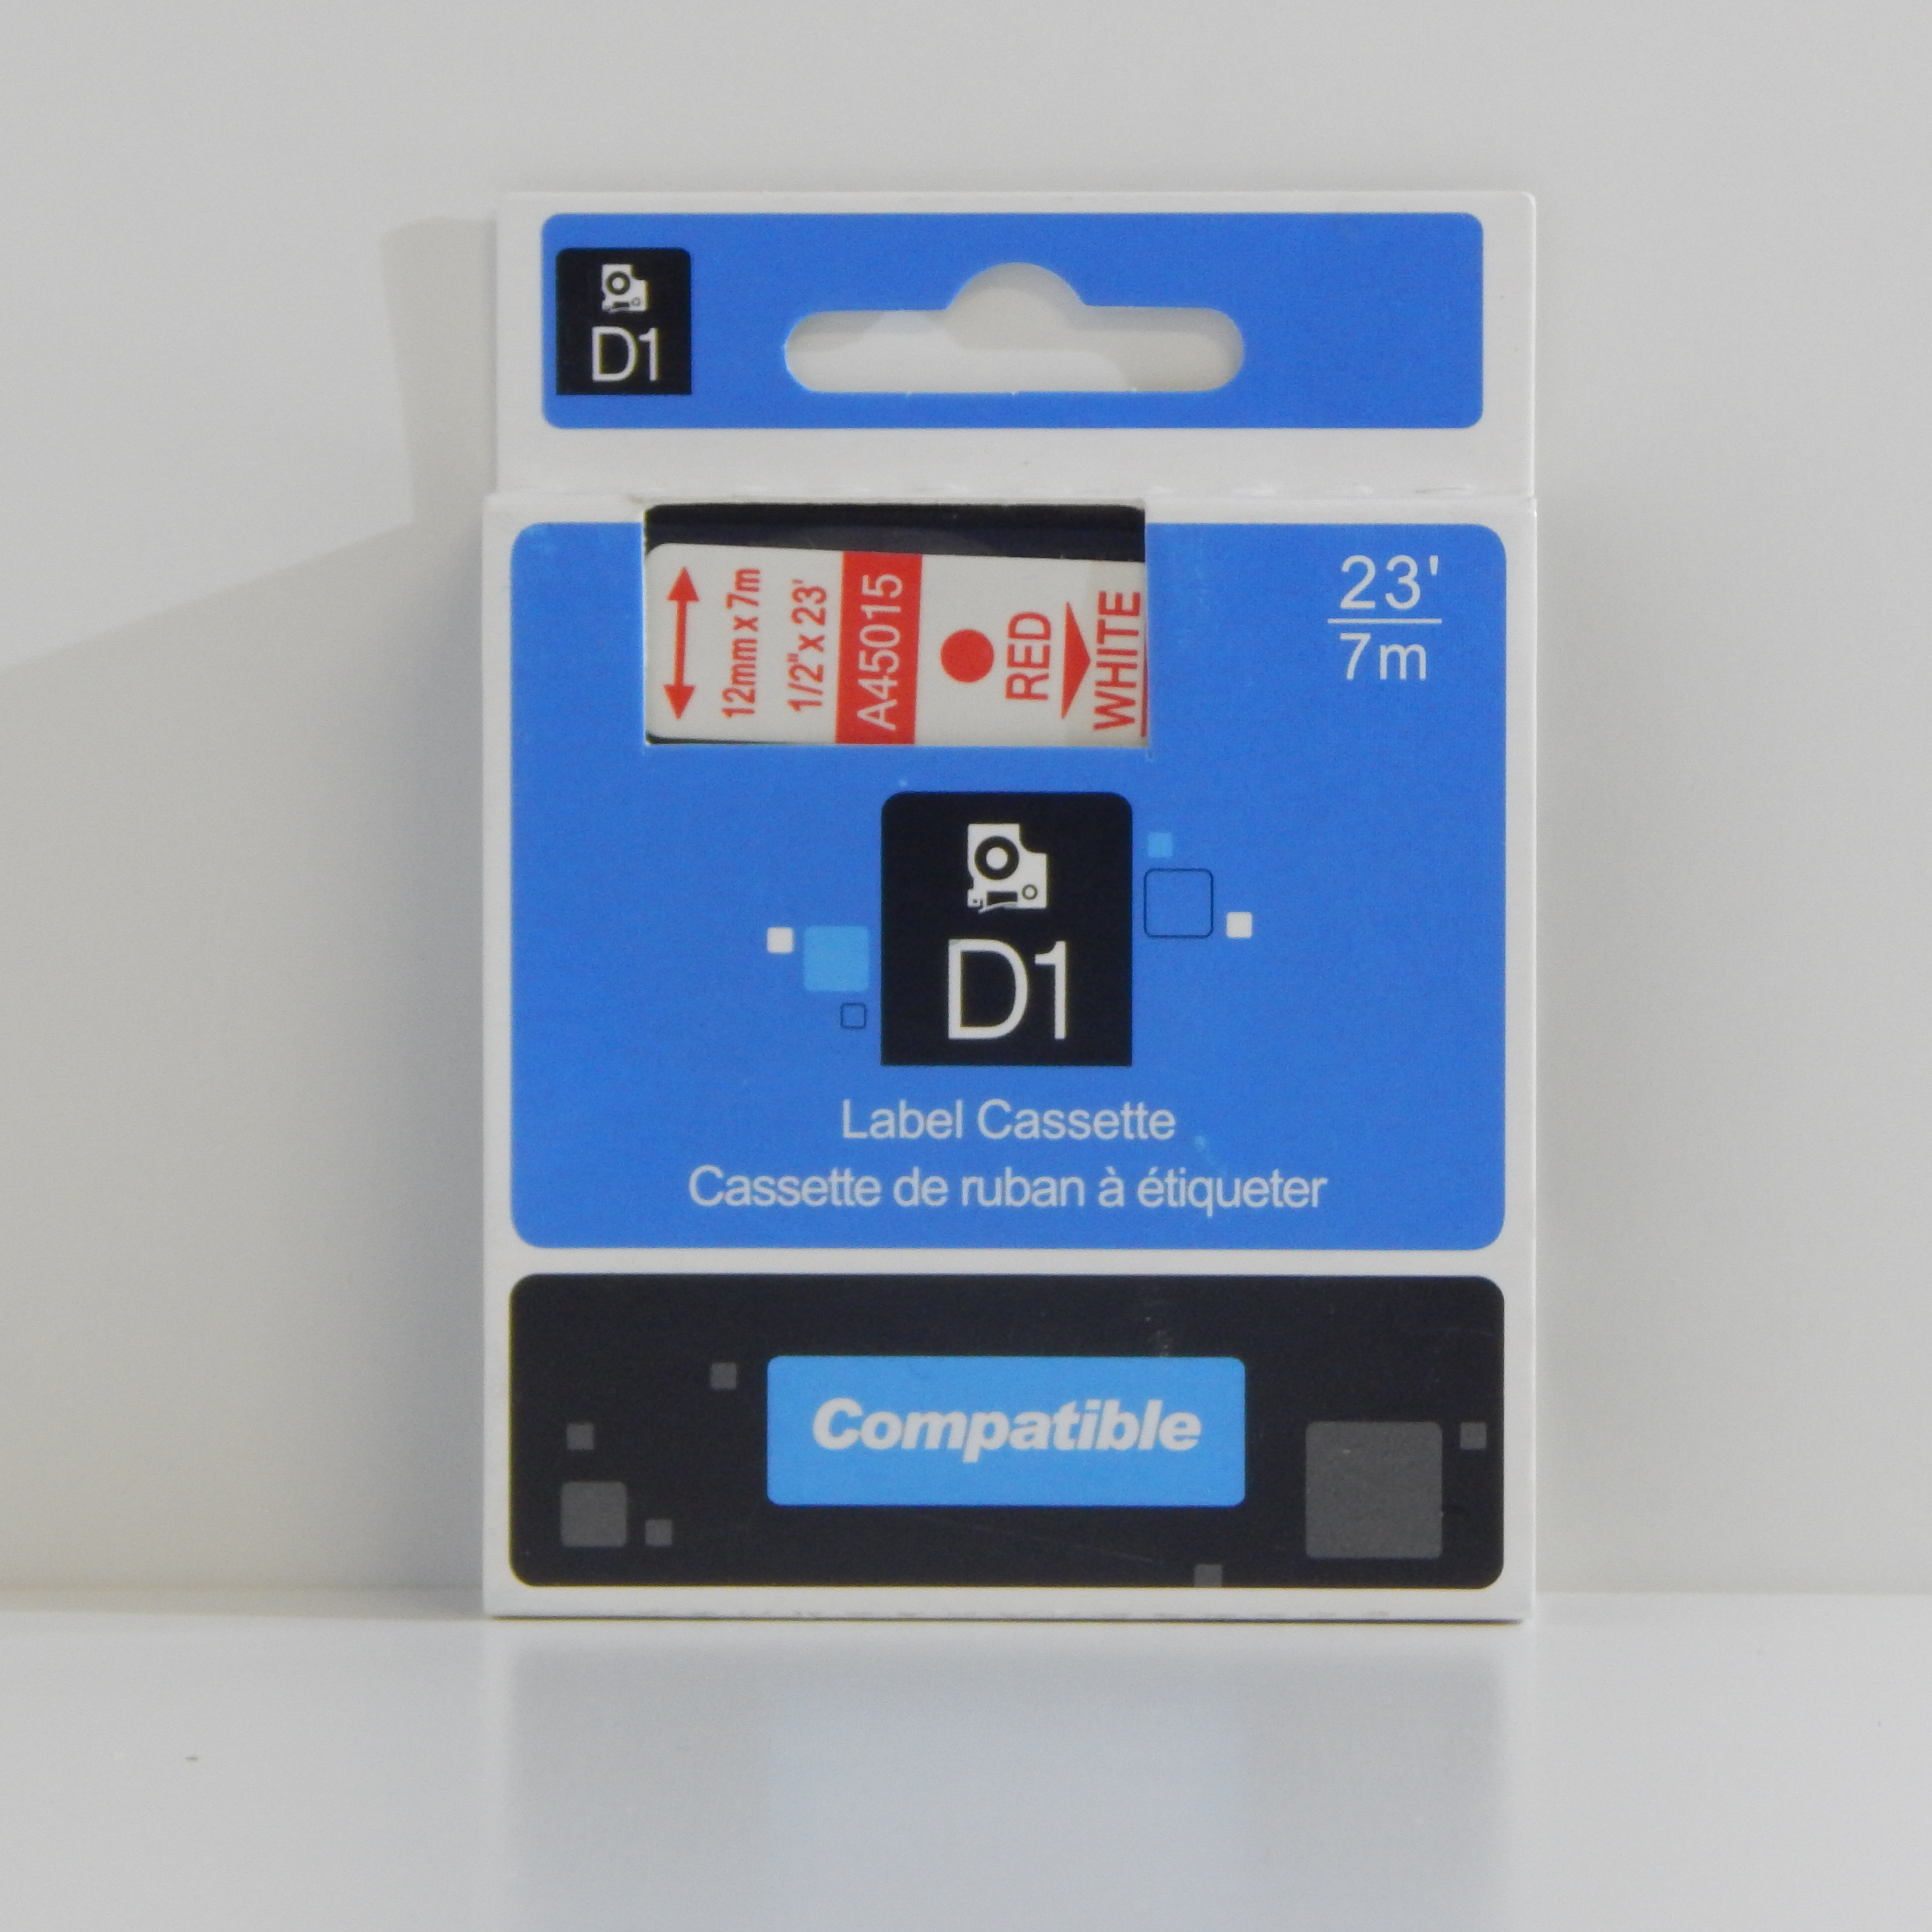 D1
12mm x 7m
1/2" x 23'
A45015
RED
WHITE
23'
7m
D1
Label Cassette
Cassette de ruban à étiqueter
Compatible